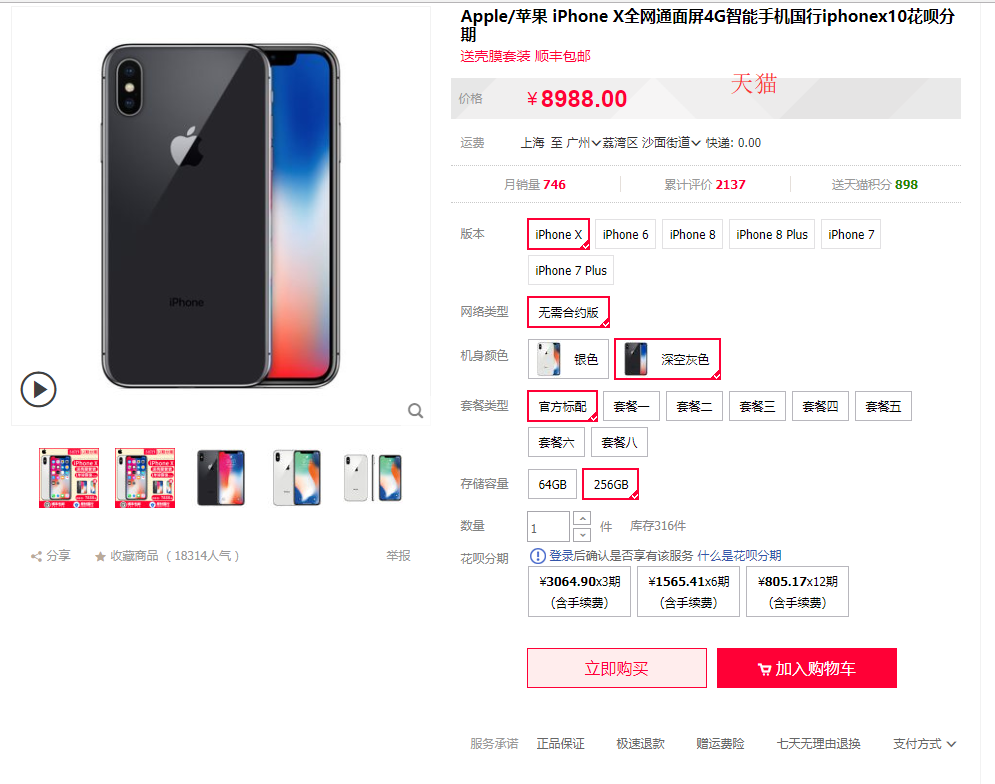 Apple/苹果 iPhone X全网通面屏4G智能手机国行iphonex10花呗分
期
送壳膜套装 顺丰包邮
天猫
价格 ¥8988.00
运费 上海 至 广州 荔湾区 沙面街道 快递: 0.00
月销量 746 累计评价 2137 送天猫积分 898
版本 iPhone X iPhone 6 iPhone 8 iPhone 8 Plus iPhone 7
iPhone 7 Plus
网络类型 无需合约版
机身颜色 银色 深空灰色
套餐类型 官方标配 套餐一 套餐二 套餐三 套餐四 套餐五
套餐六 套餐八
存储容量 64GB 256GB
数量 1 件 库存316件
花呗分期 登录后确认是否享有该服务 什么是花呗分期
¥3064.90x3期 ¥1565.41x6期 ¥805.17x12期
(含手续费) (含手续费) (含手续费)
立即购买 加入购物车
服务承诺 正品保证 极速退款 赠运费险 七天无理由退换 支付方式
iPhone
分享 收藏商品 (18314人气) 举报